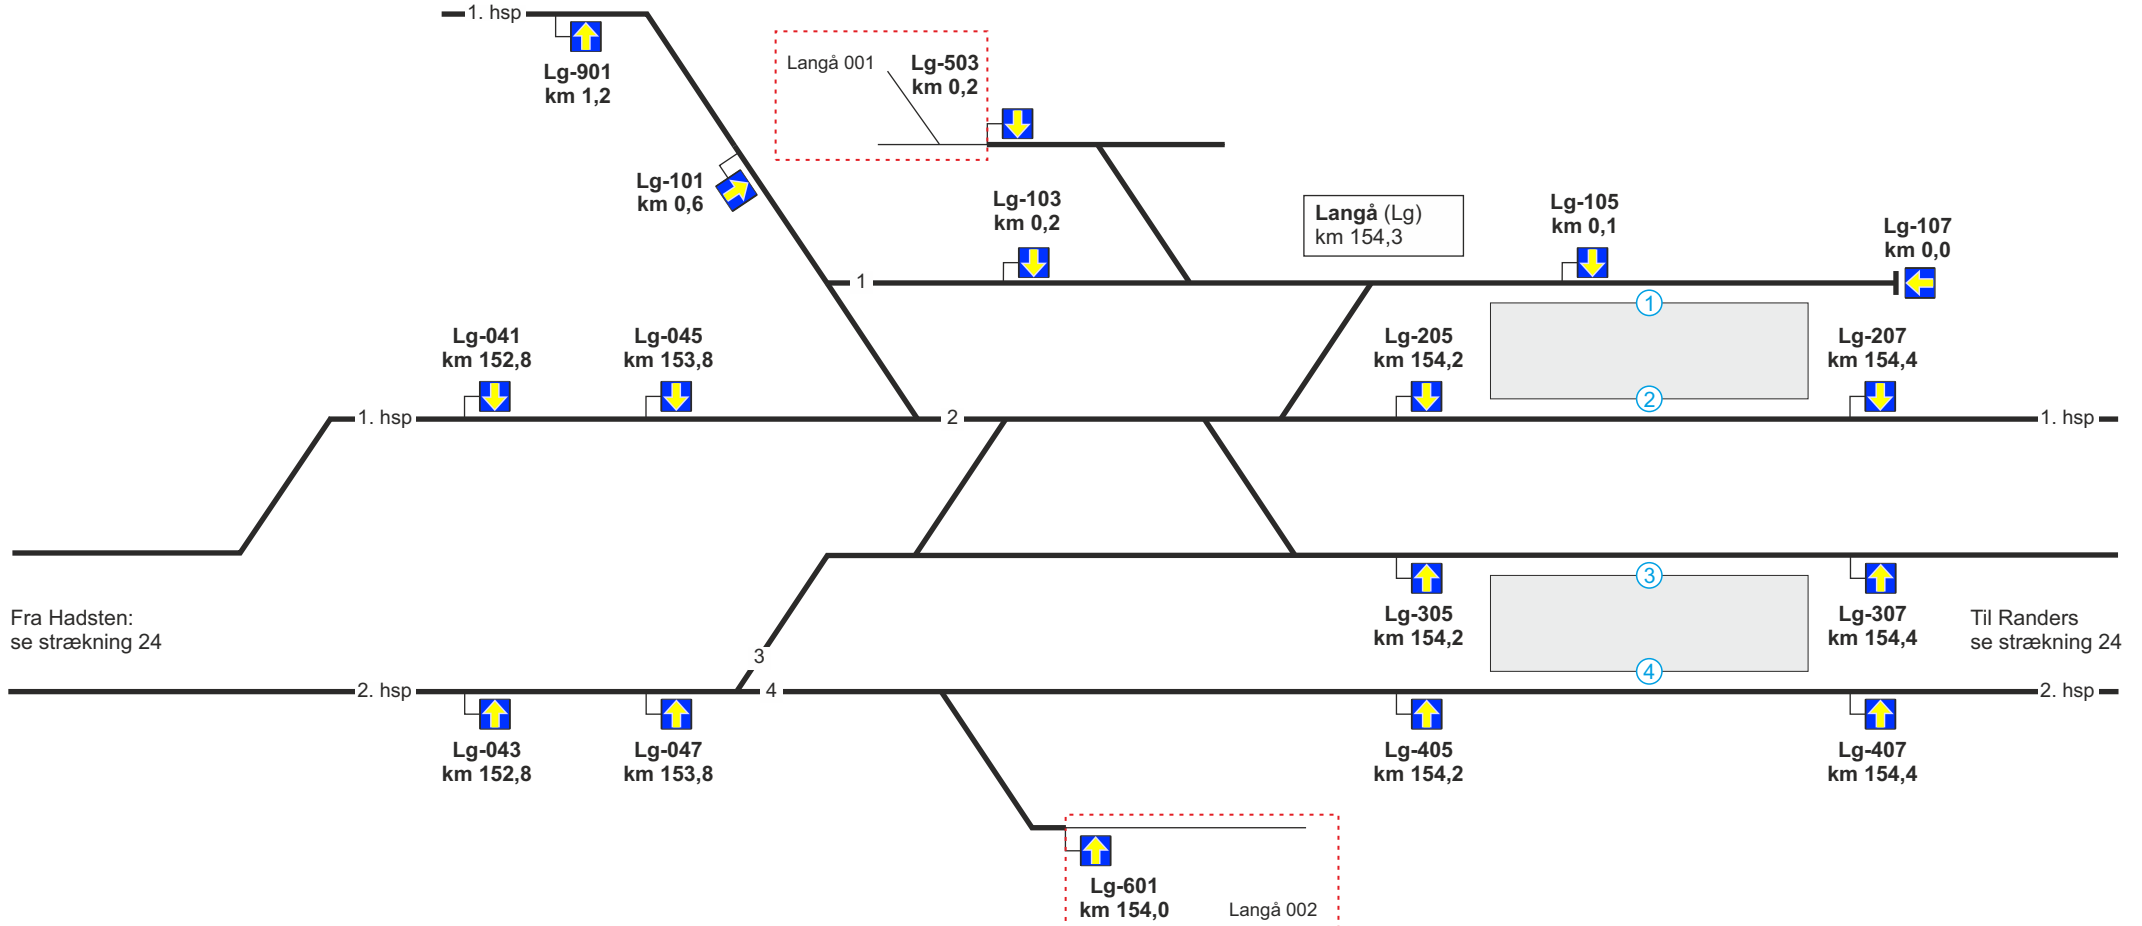 1. hsp
Lg-901
km 1,2
Langå 001
Lg-503
km 0,2
Lg-101
km 0,6
Lg-103
km 0,2
Langå (Lg)
km 154,3
Lg-105
km 0,1
Lg-107
km 0,0
1
1
Lg-041
km 152,8
Lg-045
km 153,8
Lg-205
km 154,2
Lg-207
km 154,4
2
1. hsp
2
1. hsp
3
Fra Hadsten:
se strækning 24
Lg-305
km 154,2
Lg-307
km 154,4
Til Randers
se strækning 24
3
4
2. hsp
4
2. hsp
Lg-043
km 152,8
Lg-047
km 153,8
Lg-405
km 154,2
Lg-407
km 154,4
Lg-601
km 154,0
Langå 002